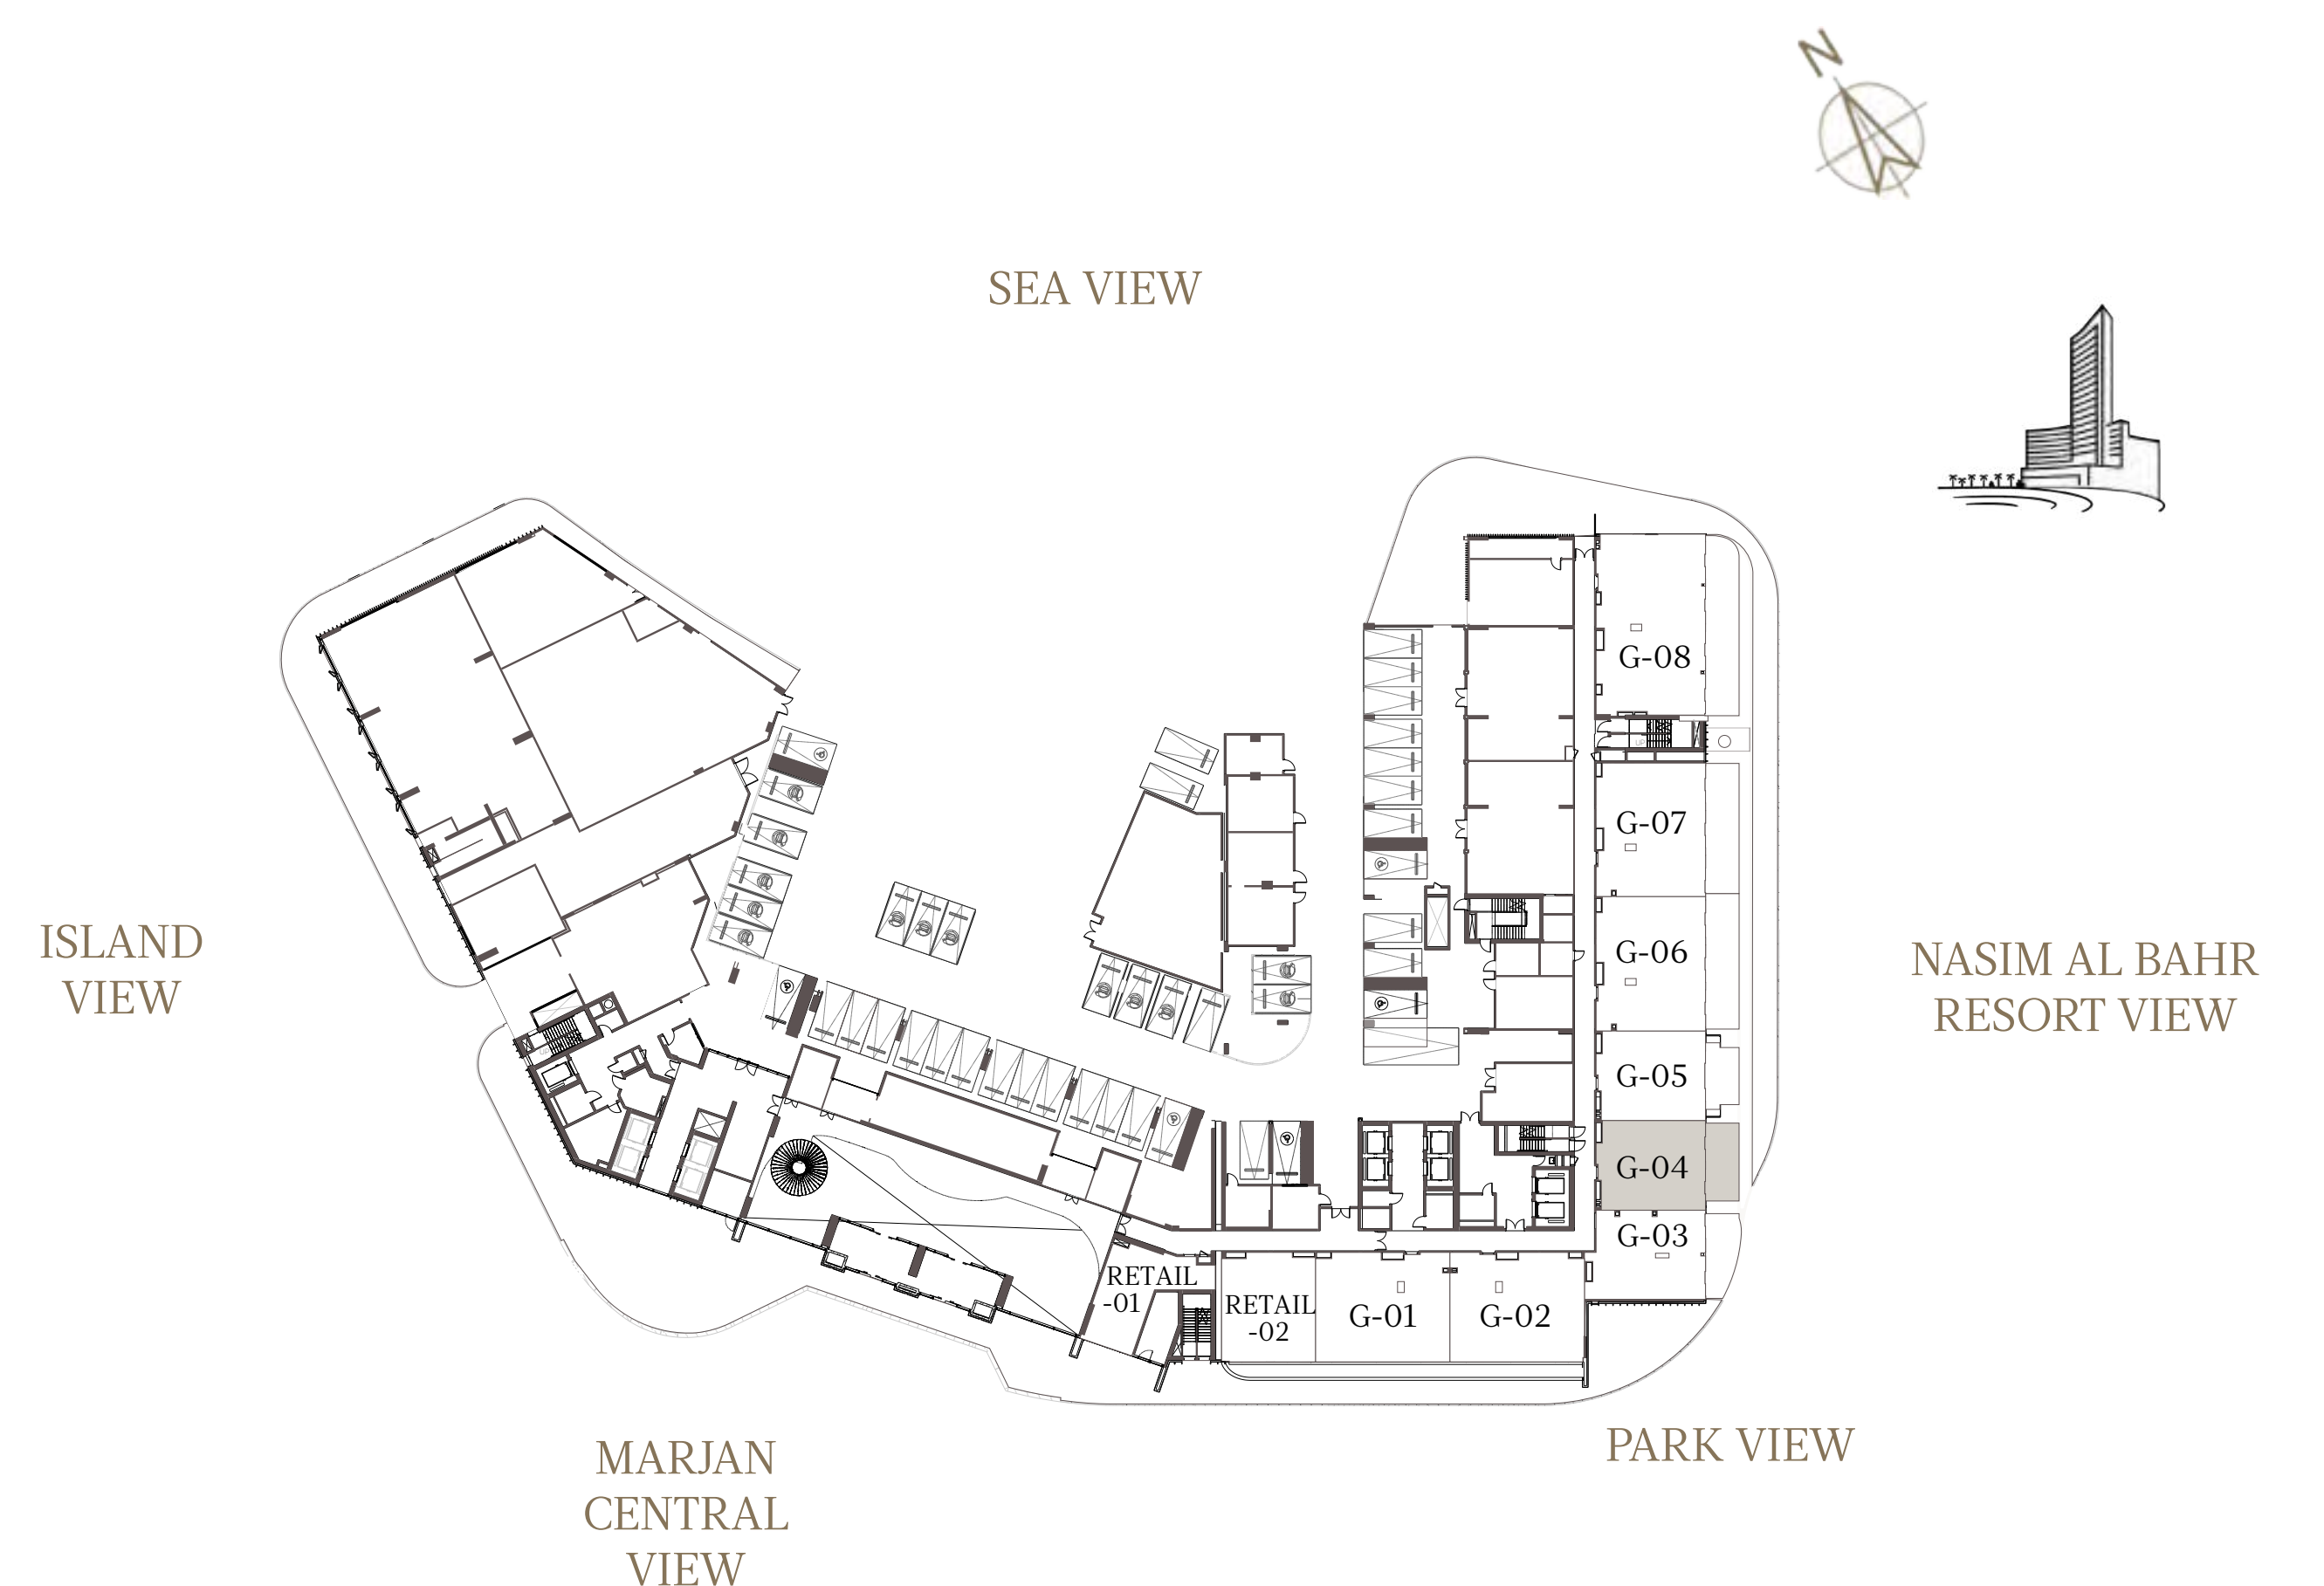 N
SEA VIEW
G-08
G-07
ISLAND
VIEW
G-06
NASIM AL BAHR
RESORT VIEW
G-05
G-04
G-03
RETAIL
-01
RETAIL
-02
G-01
G-02
PARK VIEW
MARJAN
CENTRAL
VIEW